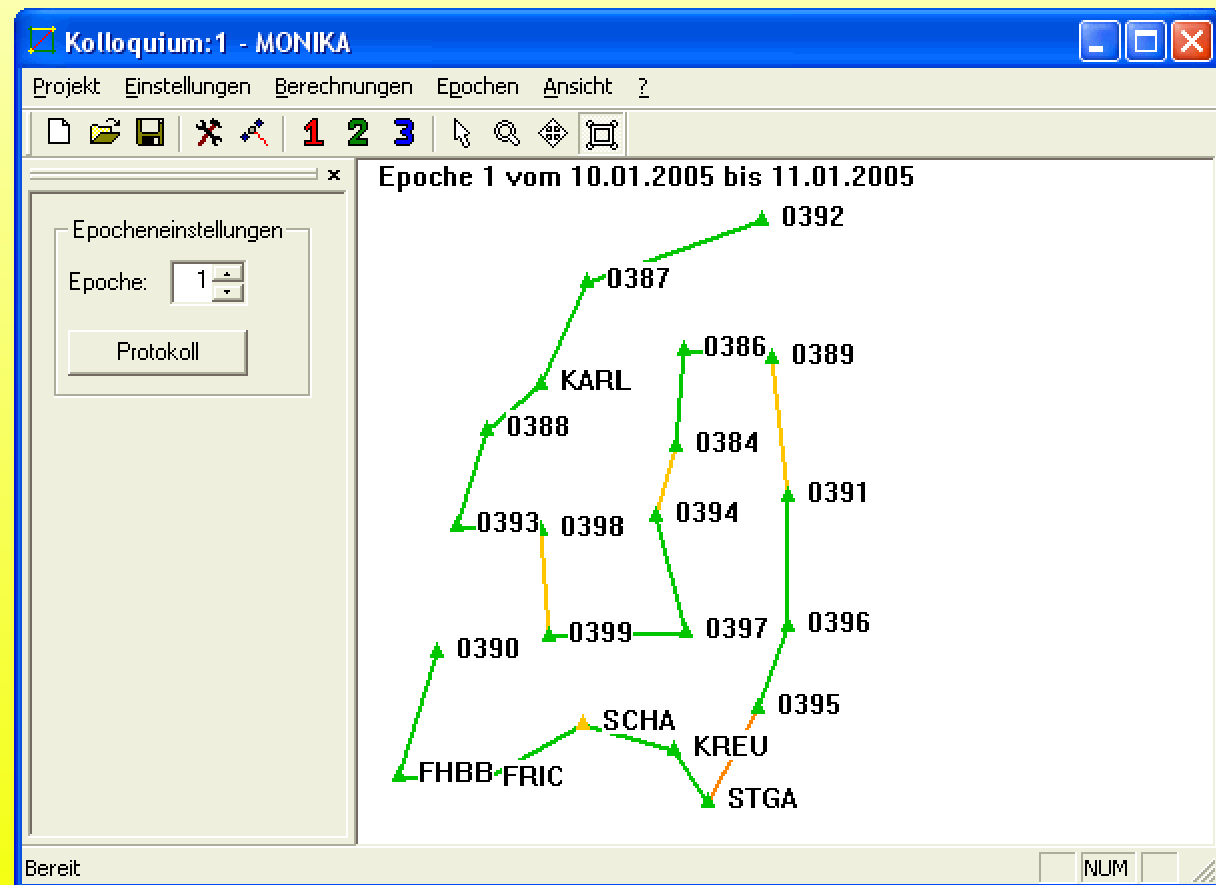 Kolloquium:1 - MONIKA
Projekt Einstellungen Berechnungen Epochen Ansicht ?
1 2 3
Epoche 1 vom 10.01.2005 bis 11.01.2005
Epocheneinstellungen
Epoche: 1
Protokoll
0392
0387
0386 0389
KARL
0388
0384
0391
0393 0398 0394
0399 0397 0396
0390
0395
SCHA
KREU
FHBB FRIC
STGA
Bereit NUM